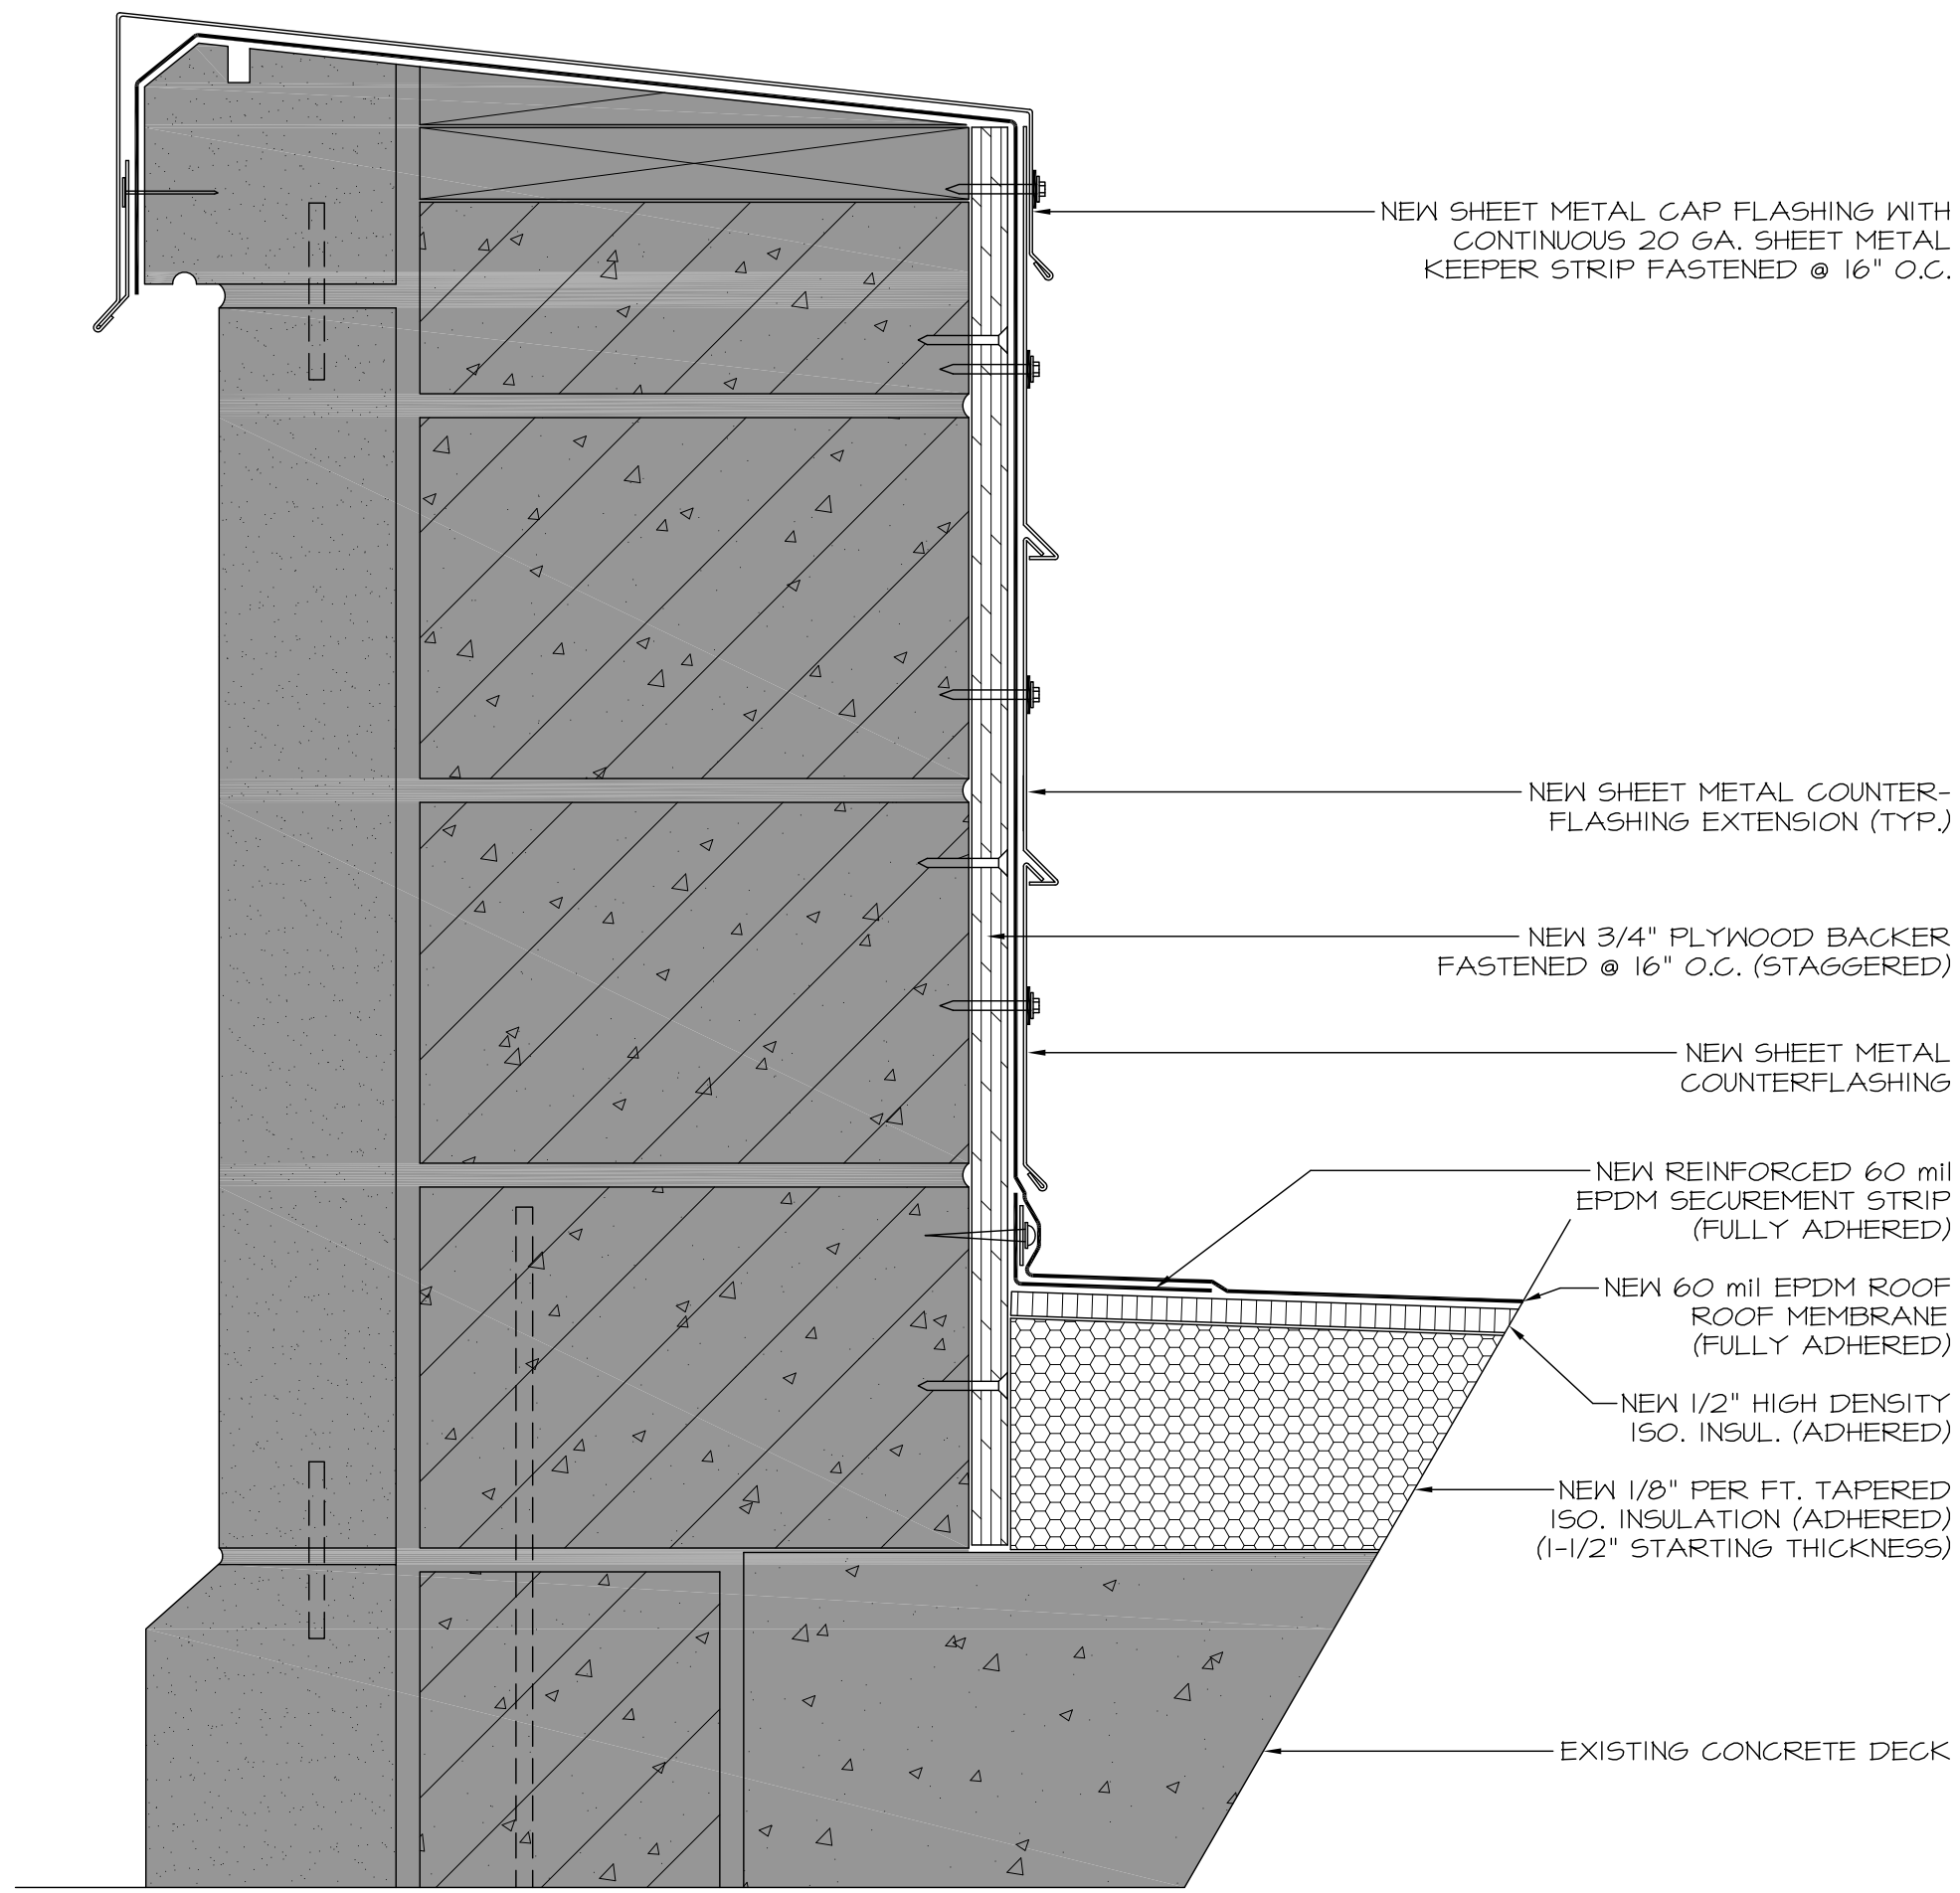 NEW SHEET METAL CAP FLASHING WITH
CONTINUOUS 20 GA. SHEET METAL
KEEPER STRIP FASTENED @ 16" O.C.
NEW SHEET METAL COUNTER-
FLASHING EXTENSION (TYP.)
NEW 3/4" PLYWOOD BACKER
FASTENED @ 16" O.C. (STAGGERED)
NEW SHEET METAL
COUNTERFLASHING
NEW REINFORCED 60 mil
EPDM SECUREMENT STRIP
(FULLY ADHERED)
NEW 60 mil EPDM ROOF
ROOF MEMBRANE
(FULLY ADHERED)
NEW 1/2" HIGH DENSITY
ISO. INSUL. (ADHERED)
NEW 1/8" PER FT. TAPERED
ISO. INSULATION (ADHERED)
(1-1/2" STARTING THICKNESS)
EXISTING CONCRETE DECK